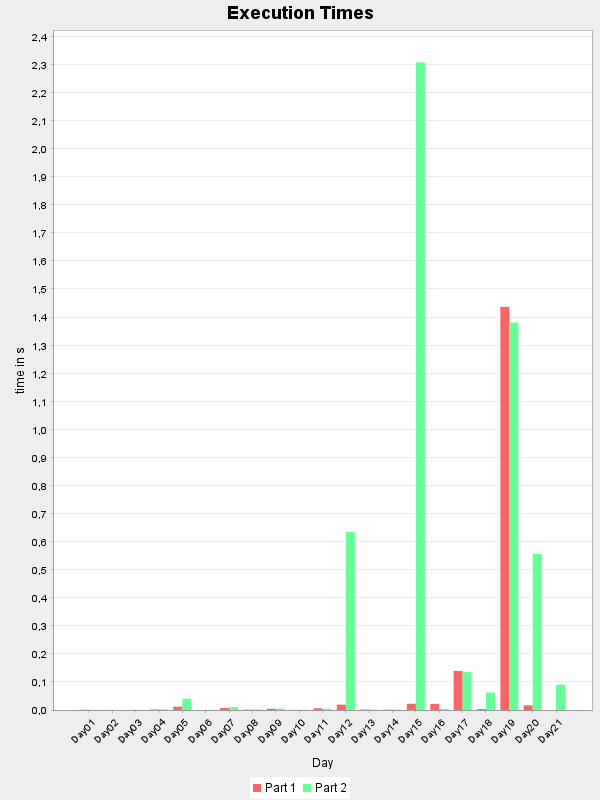 Execution Times
time in s
2,4
2,3
2,2
2,1
2,0
1,9
1,8
1,7
1,6
1,5
1,4
1,3
1,2
1,1
1,0
0,9
0,8
0,7
0,6
0,5
0,4
0,3
0,2
0,1
0,0
Day01
Day02
Day03
Day04
Day05
Day06
Day07
Day08
Day09
Day10
Day11
Day12
Day13
Day14
Day15
Day16
Day17
Day18
Day19
Day20
Day21
Day
Part 1 Part 2